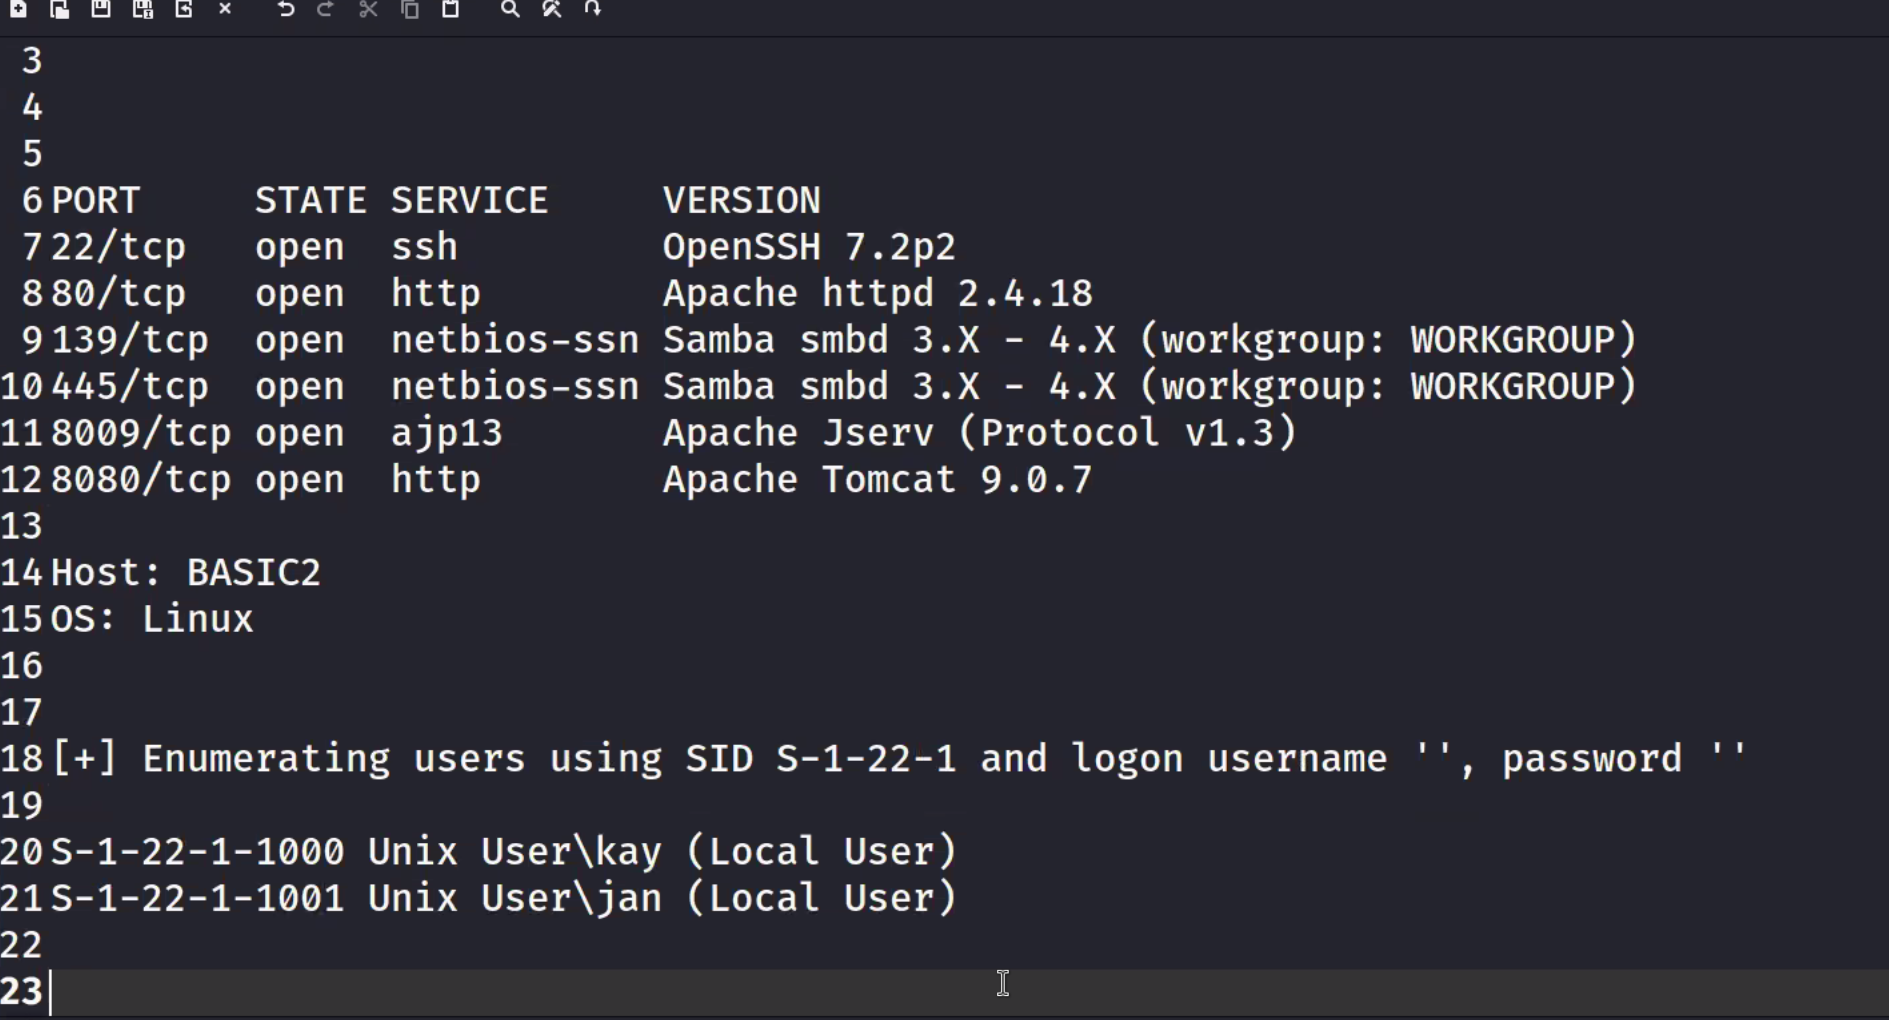 3
4
5
6 PORT     STATE SERVICE     VERSION
7 22/tcp   open  ssh         OpenSSH 7.2p2
8 80/tcp   open  http        Apache httpd 2.4.18
9 139/tcp  open  netbios-ssn Samba smbd 3.X - 4.X (workgroup: WORKGROUP)
10 445/tcp  open  netbios-ssn Samba smbd 3.X - 4.X (workgroup: WORKGROUP)
11 8009/tcp open  ajp13       Apache Jserv (Protocol v1.3)
12 8080/tcp open  http        Apache Tomcat 9.0.7
13
14 Host: BASIC2
15 OS: Linux
16
17
18 [+] Enumerating users using SID S-1-22-1 and logon username '', password ''
19
20 S-1-22-1-1000 Unix User\kay (Local User)
21 S-1-22-1-1001 Unix User\jan (Local User)
22
23